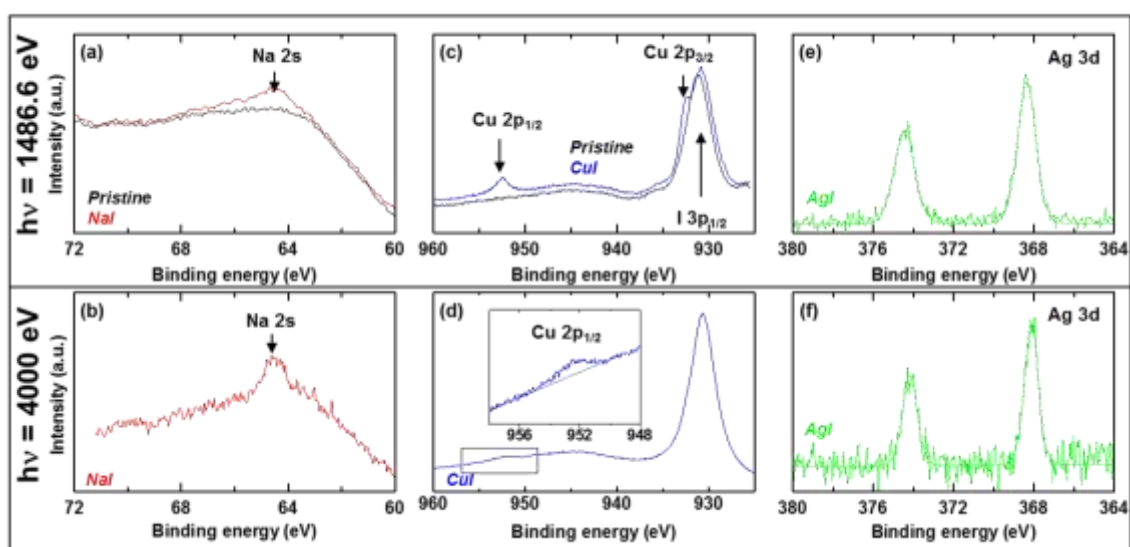 hν = 1486.6 eV
Intensity (a.u.)
(a)
Na 2s
Pristine
NaI
72 68 64 60
Binding energy (eV)
(c)
Cu 2p3/2
Cu 2p1/2
Pristine
CuI
I 3p1/2
960 950 940 930
Binding energy (eV)
(e)
Ag 3d
AgI
380 376 372 368 364
Binding energy (eV)
hν = 4000 eV
Intensity (a.u.)
(b)
Na 2s
NaI
72 68 64 60
Binding energy (eV)
(d)
Cu 2p1/2
956 952 948
CuI
960 950 940 930
Binding energy (eV)
(f)
Ag 3d
AgI
380 376 372 368 364
Binding energy (eV)